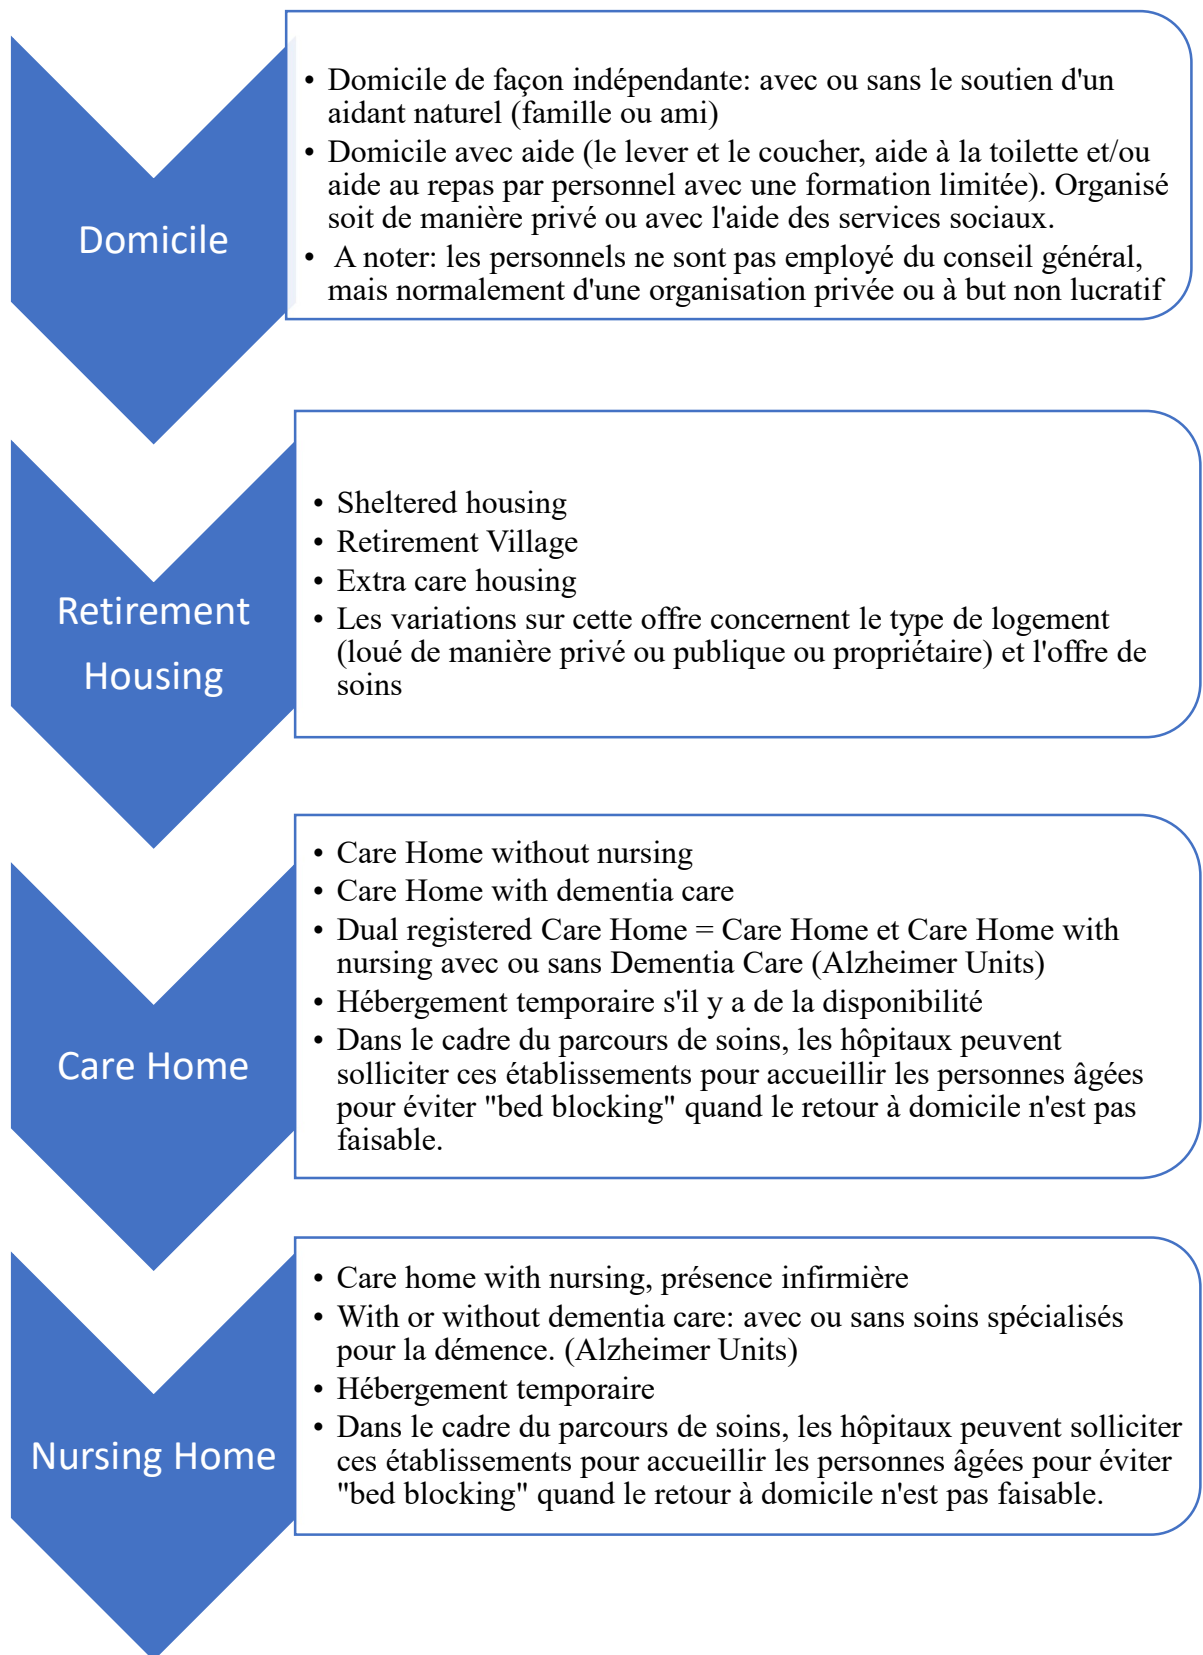 Domicile
• Domicile de façon indépendante: avec ou sans le soutien d'un
aidant naturel (famille ou ami)
• Domicile avec aide (le lever et le coucher, aide à la toilette et/ou
aide au repas par personnel avec une formation limitée). Organisé
soit de manière privé ou avec l'aide des services sociaux.
• A noter: les personnels ne sont pas employé du conseil général,
mais normalement d'une organisation privée ou à but non lucratif
Retirement
Housing
• Sheltered housing
• Retirement Village
• Extra care housing
• Les variations sur cette offre concernent le type de logement
(loué de manière privé ou publique ou propriétaire) et l'offre de
soins
Care Home
• Care Home without nursing
• Care Home with dementia care
• Dual registered Care Home = Care Home et Care Home with
nursing avec ou sans Dementia Care (Alzheimer Units)
• Hébergement temporaire s'il y a de la disponibilité
• Dans le cadre du parcours de soins, les hôpitaux peuvent
solliciter ces établissements pour accueillir les personnes âgées
pour éviter "bed blocking" quand le retour à domicile n'est pas
faisable.
Nursing Home
• Care home with nursing, présence infirmière
• With or without dementia care: avec ou sans soins spécialisés
pour la démence. (Alzheimer Units)
• Hébergement temporaire
• Dans le cadre du parcours de soins, les hôpitaux peuvent solliciter
ces établissements pour accueillir les personnes âgées pour éviter
"bed blocking" quand le retour à domicile n'est pas faisable.